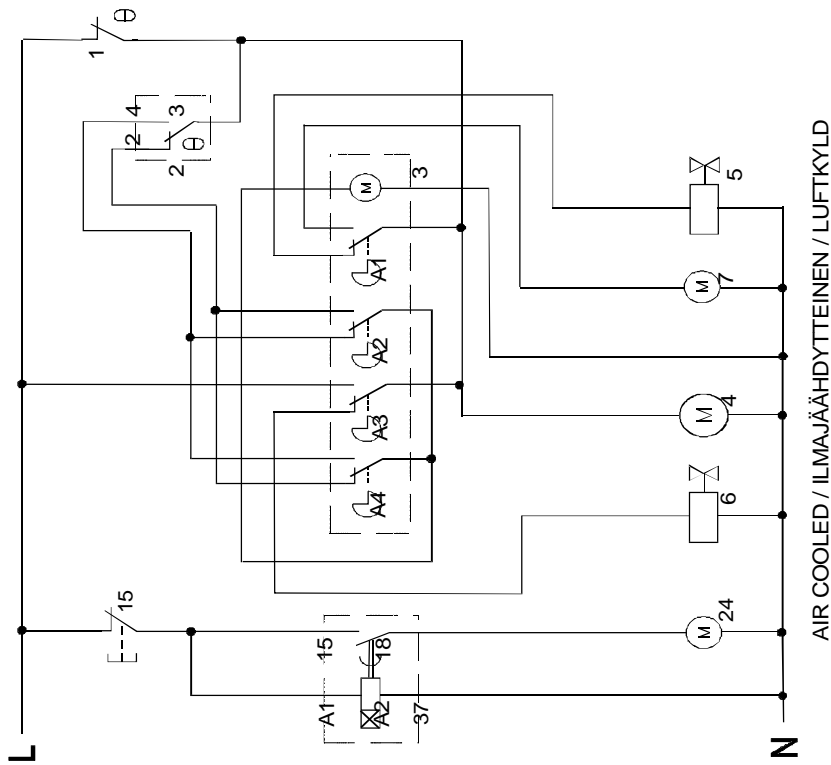 L
1
θ
4
3
2
θ
2
M
3
A1
A2
A3
A4
5
M
7
M
4
6
15
15
18
A1
A2
37
M
24
N
AIR COOLED / ILMAJÄÄHDYTTEINEN / LUFTKYLD